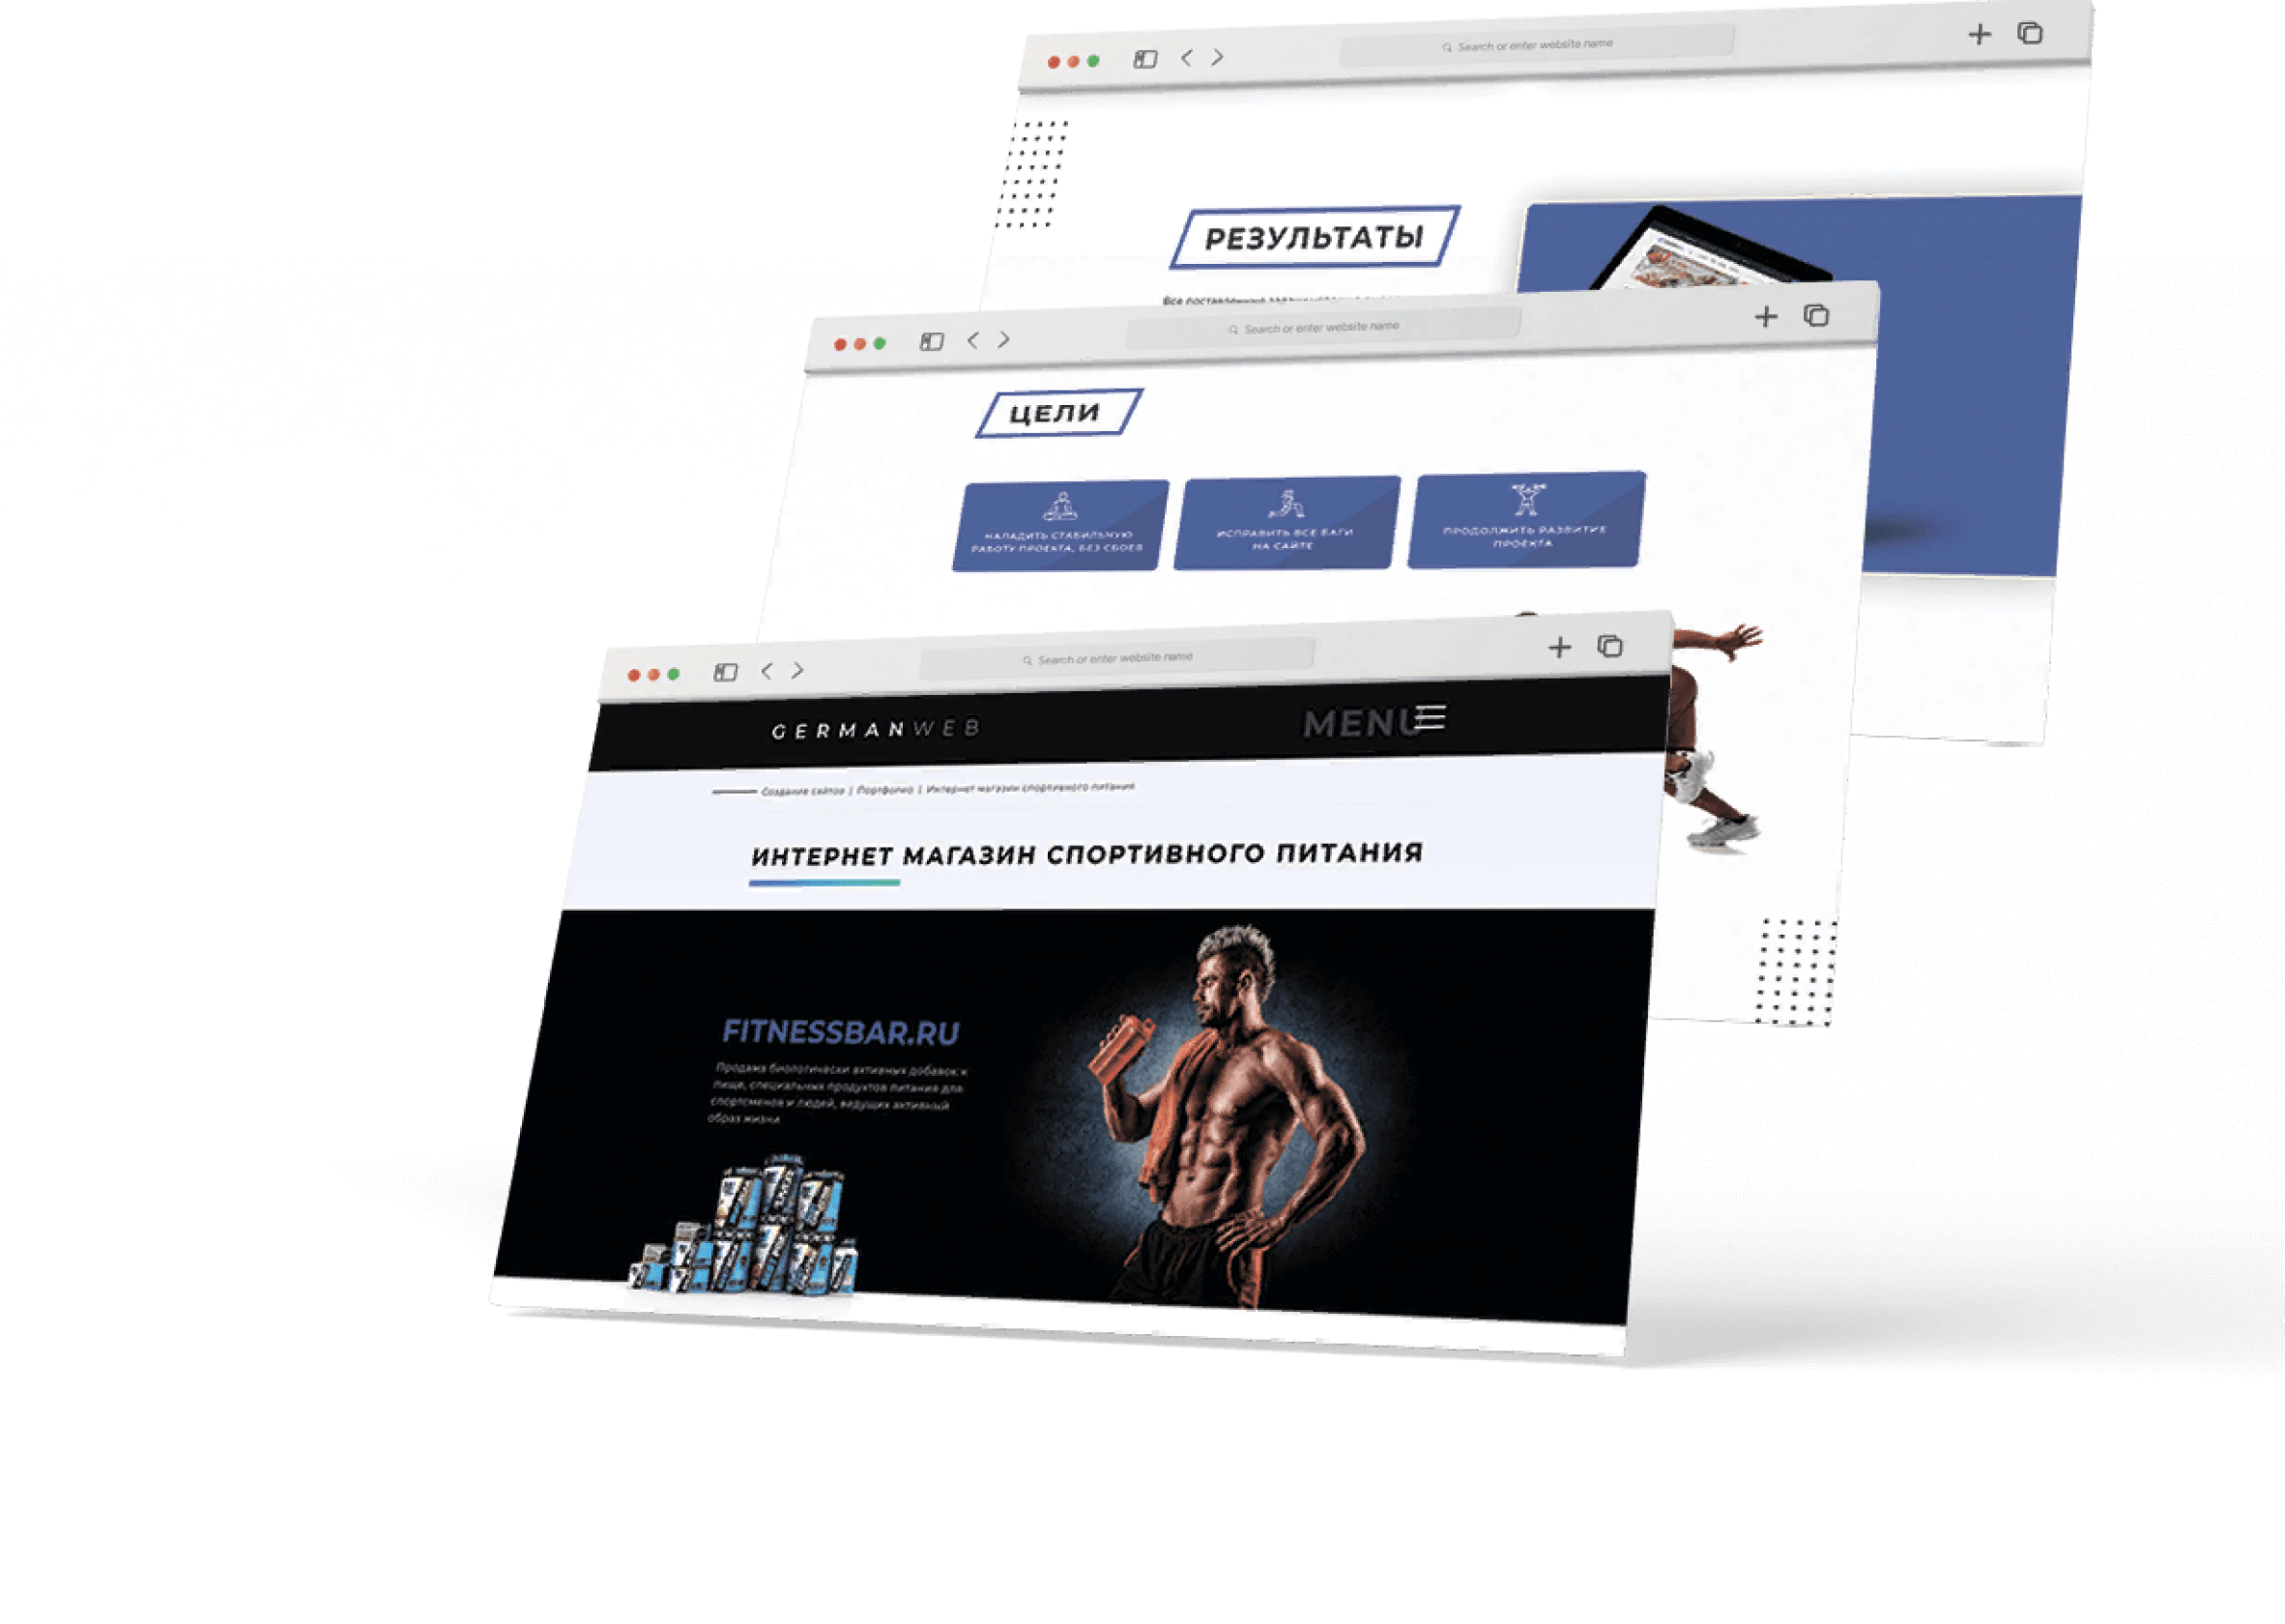 Search or enter website name
РЕЗУЛЬТАТЫ
Все поставленные
Search or enter website name
ЦЕЛИ
НАЛАДИТЬ СТАБИЛЬНУЮ
РАБОТУ ПРОЕКТА, БЕЗ СБОЕВ
ИСПРАВИТЬ ВСЕ БАГИ
НА САЙТЕ
ПРОДОЛЖИТЬ РАЗВИТИЕ
ПРОЕКТА
Search or enter website name
GERMANWEB
MENU
Создание сайтов | Портфолио | Интернет магазин спортивного питания
ИНТЕРНЕТ МАГАЗИН СПОРТИВНОГО ПИТАНИЯ
FITNESSBAR.RU
Продажа биологически активных добавок к
пище, специальных продуктов питания для
спортсменов и людей, ведущих активный
образ жизни